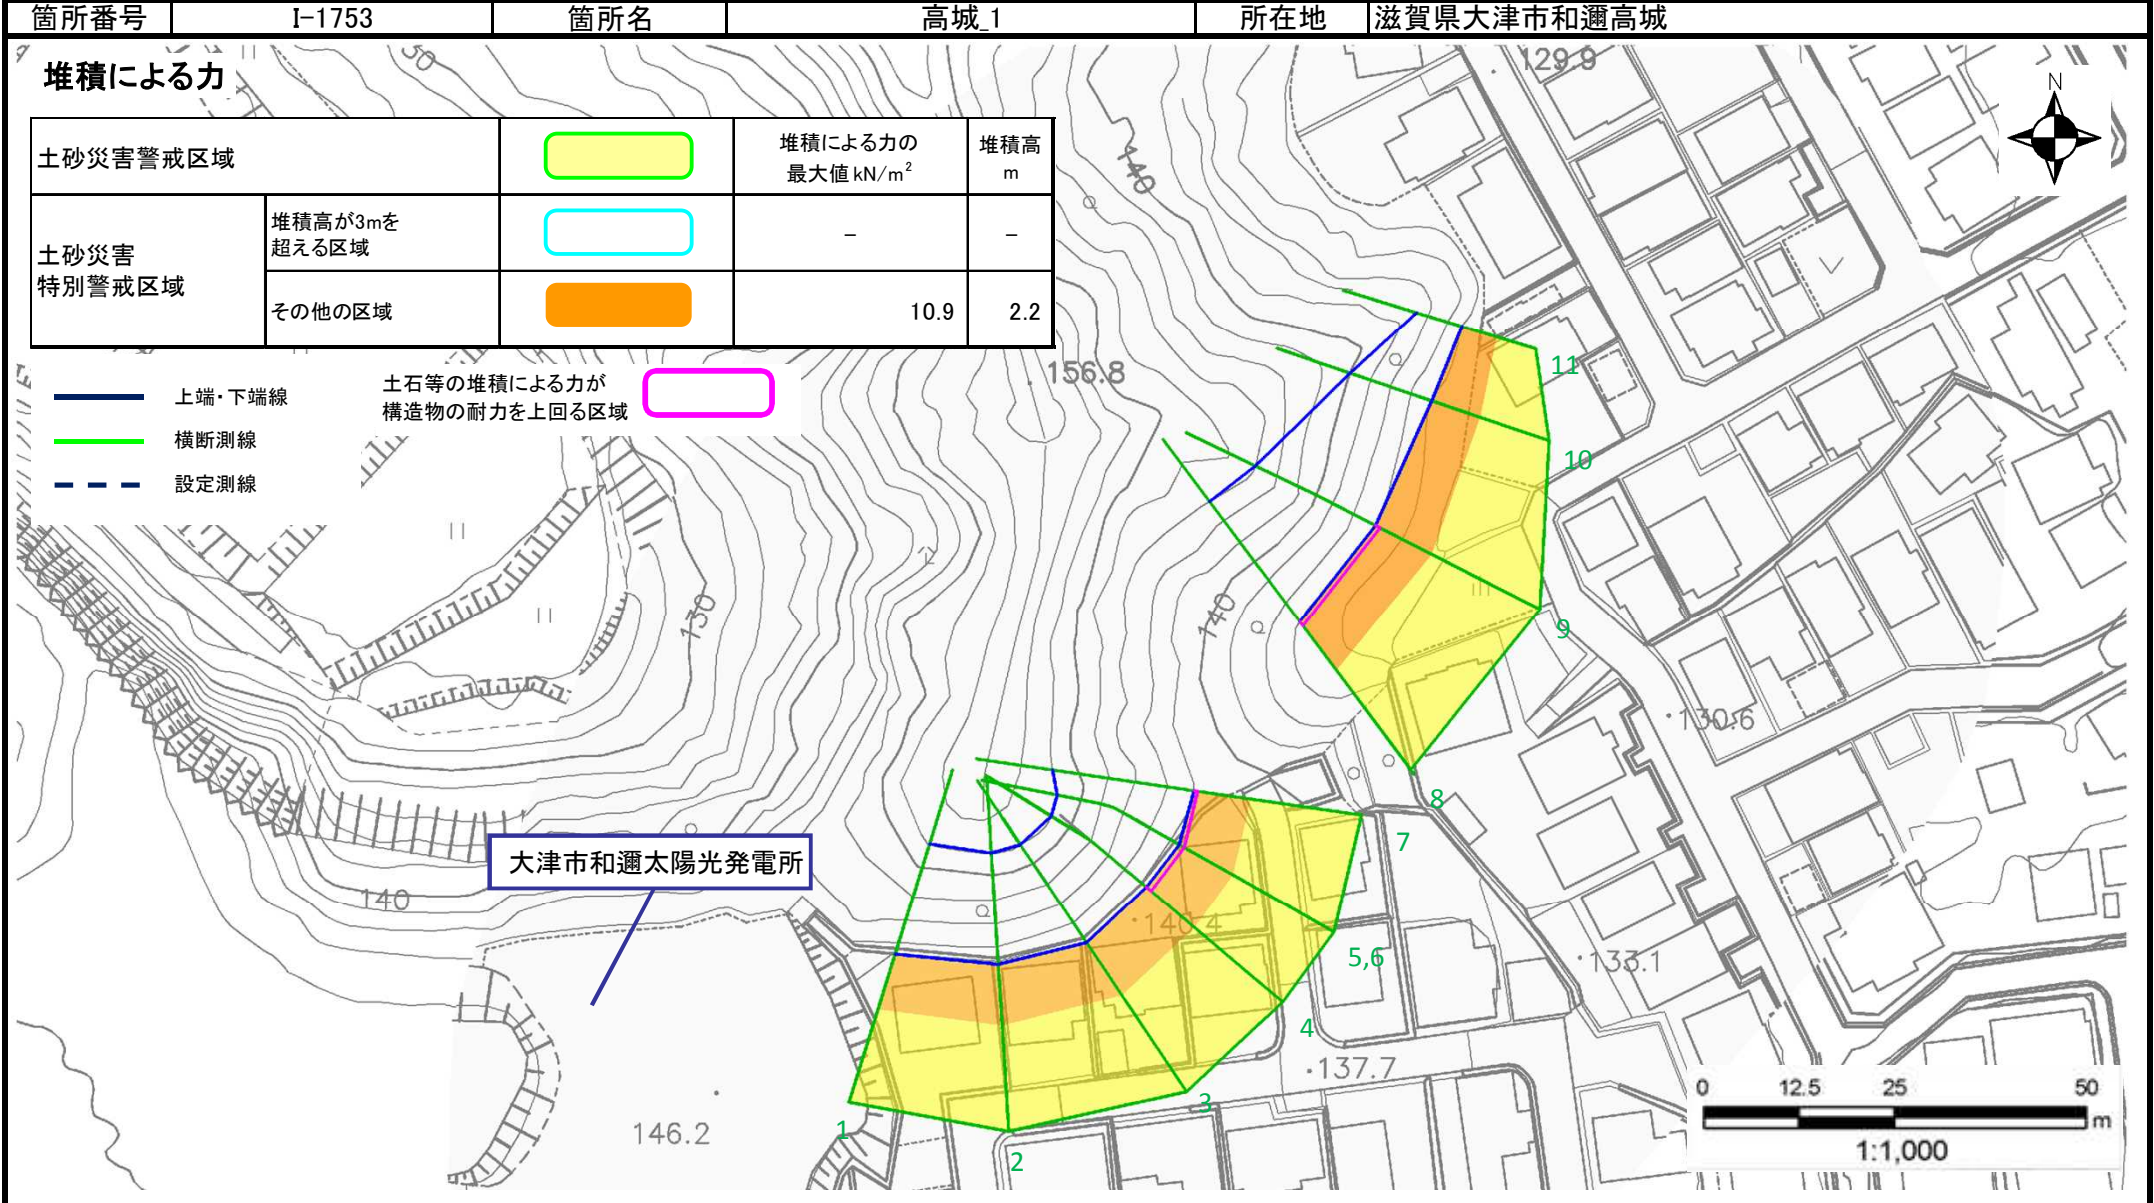 箇所番号 I-1753 箇所名 高城_1 所在地 滋賀県大津市和邇高城
堆積による力
土砂災害警戒区域
堆積による力の
最大値 kN/m²
堆積高
m
土砂災害
特別警戒区域
堆積高が3mを
超える区域
－ －
その他の区域
10.9 2.2
上端・下端線
横断測線
設定測線
土石等の堆積による力が
構造物の耐力を上回る区域
大津市和邇太陽光発電所
N
129.9
140
156.8
130
140
130.6
140
140.4
133.1
137.7
146.2
11
10
9
8
7
5,6
4
3
2
1
0 12.5 25 50
m
1:1,000